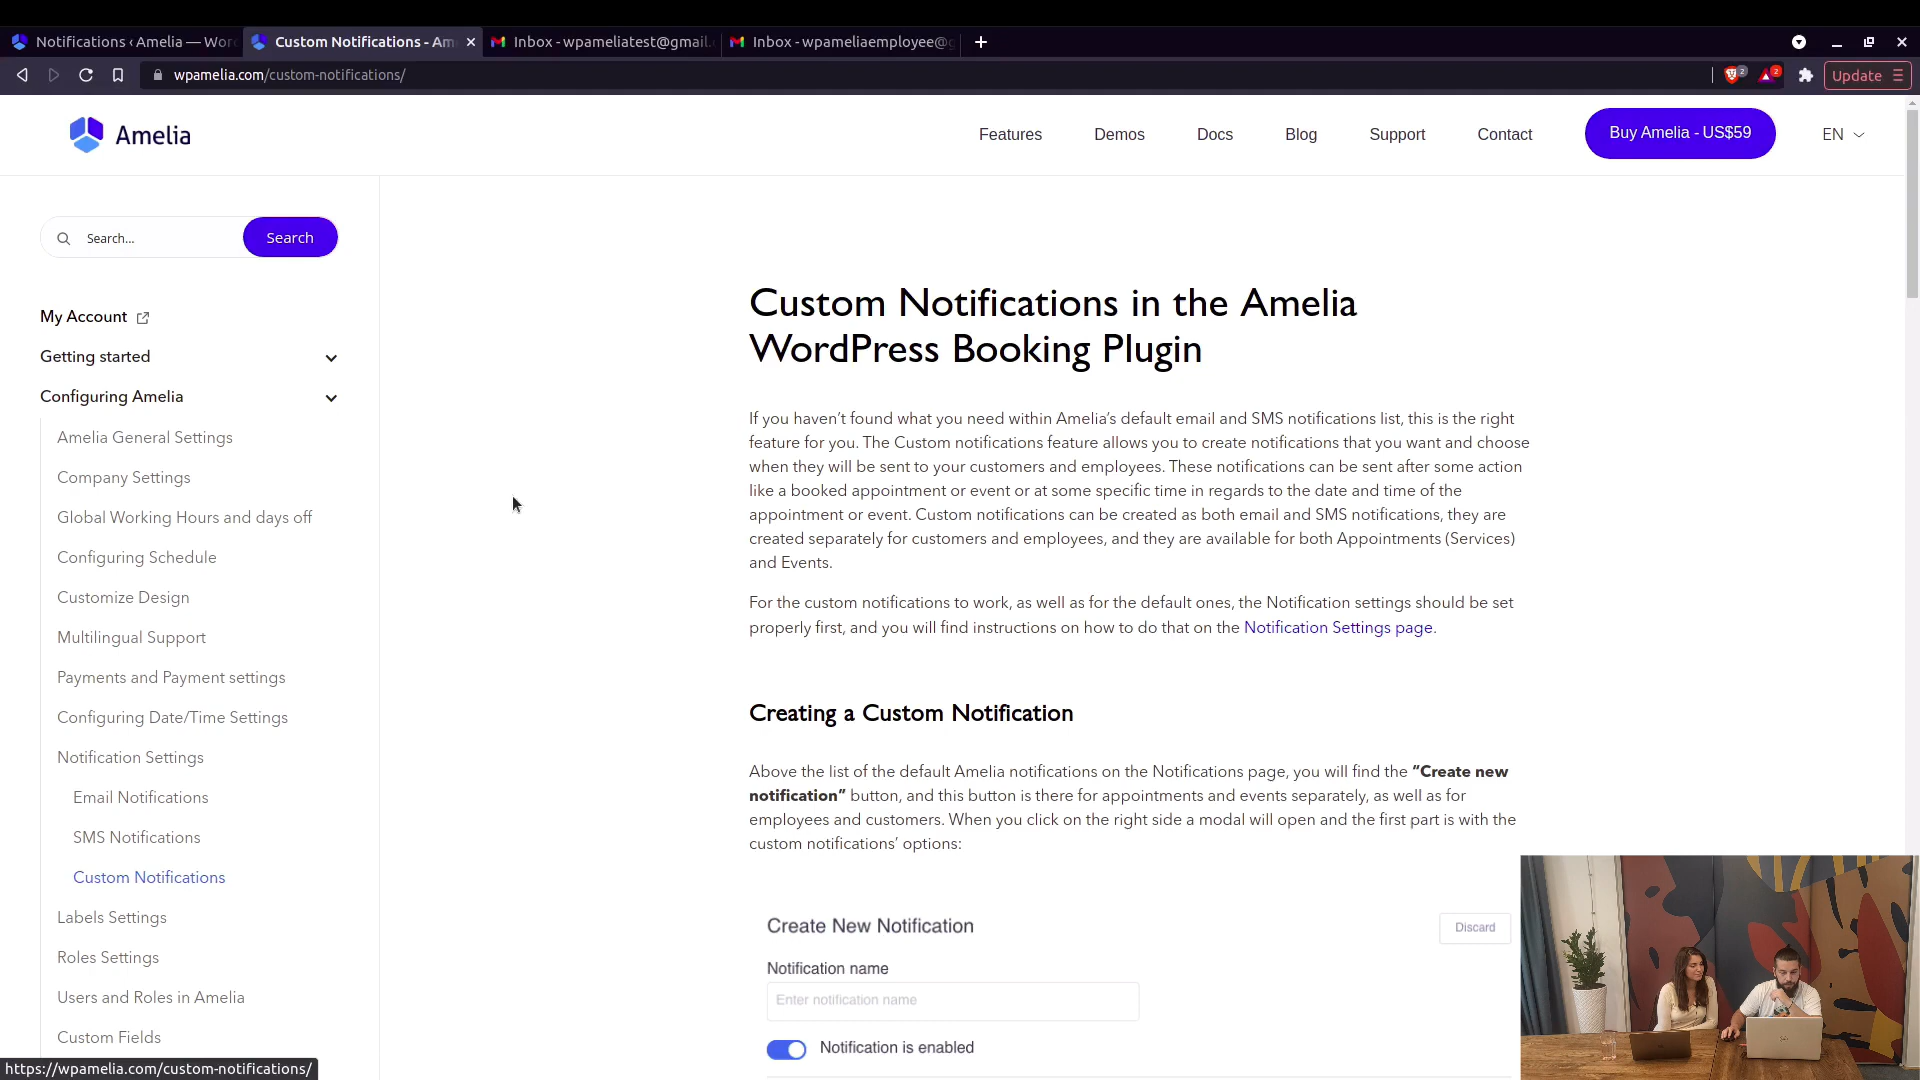 Notifications ‹ Amelia — Wor
Custom Notifications - Am
Inbox - wpameliatest@gmail.
Inbox - wpameliaemployee@g
wpamelia.com/custom-notifications/
2
2
Update
Amelia
Features
Demos
Docs
Blog
Support
Contact
Buy Amelia - US$59
EN
Search...
Search
My Account
Getting started
Configuring Amelia
Amelia General Settings
Company Settings
Global Working Hours and days off
Configuring Schedule
Customize Design
Multilingual Support
Payments and Payment settings
Configuring Date/Time Settings
Notification Settings
Email Notifications
SMS Notifications
Custom Notifications
Labels Settings
Roles Settings
Users and Roles in Amelia
Custom Fields
https://wpamelia.com/custom-notifications/
Custom Notifications in the Amelia
WordPress Booking Plugin
If you haven’t found what you need within Amelia’s default email and SMS notifications list, this is the right
feature for you. The Custom notifications feature allows you to create notifications that you want and choose
when they will be sent to your customers and employees. These notifications can be sent after some action
like a booked appointment or event or at some specific time in regards to the date and time of the
appointment or event. Custom notifications can be created as both email and SMS notifications, they are
created separately for customers and employees, and they are available for both Appointments (Services)
and Events.
For the custom notifications to work, as well as for the default ones, the Notification settings should be set
properly first, and you will find instructions on how to do that on the Notification Settings page.
Creating a Custom Notification
Above the list of the default Amelia notifications on the Notifications page, you will find the “Create new
notification” button, and this button is there for appointments and events separately, as well as for
employees and customers. When you click on the right side a modal will open and the first part is with the
custom notifications’ options:
Create New Notification
Discard
Notification name
Enter notification name
Notification is enabled